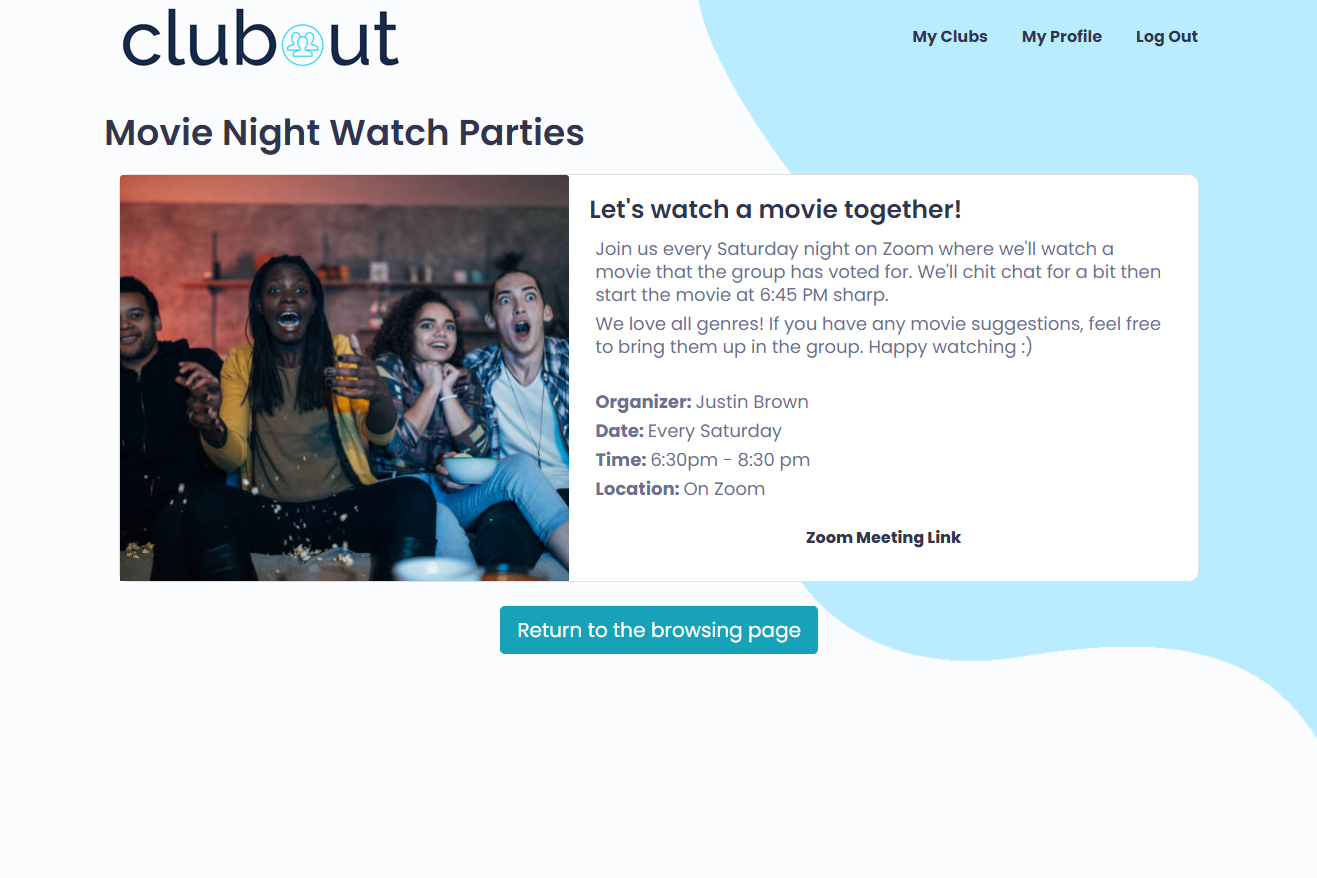 clubout
My Clubs My Profile Log Out
Movie Night Watch Parties
Let's watch a movie together!
Join us every Saturday night on Zoom where we'll watch a
movie that the group has voted for. We'll chit chat for a bit then
start the movie at 6:45 PM sharp.
We love all genres! If you have any movie suggestions, feel free
to bring them up in the group. Happy watching :)
Organizer: Justin Brown
Date: Every Saturday
Time: 6:30pm - 8:30 pm
Location: On Zoom
Zoom Meeting Link
Return to the browsing page